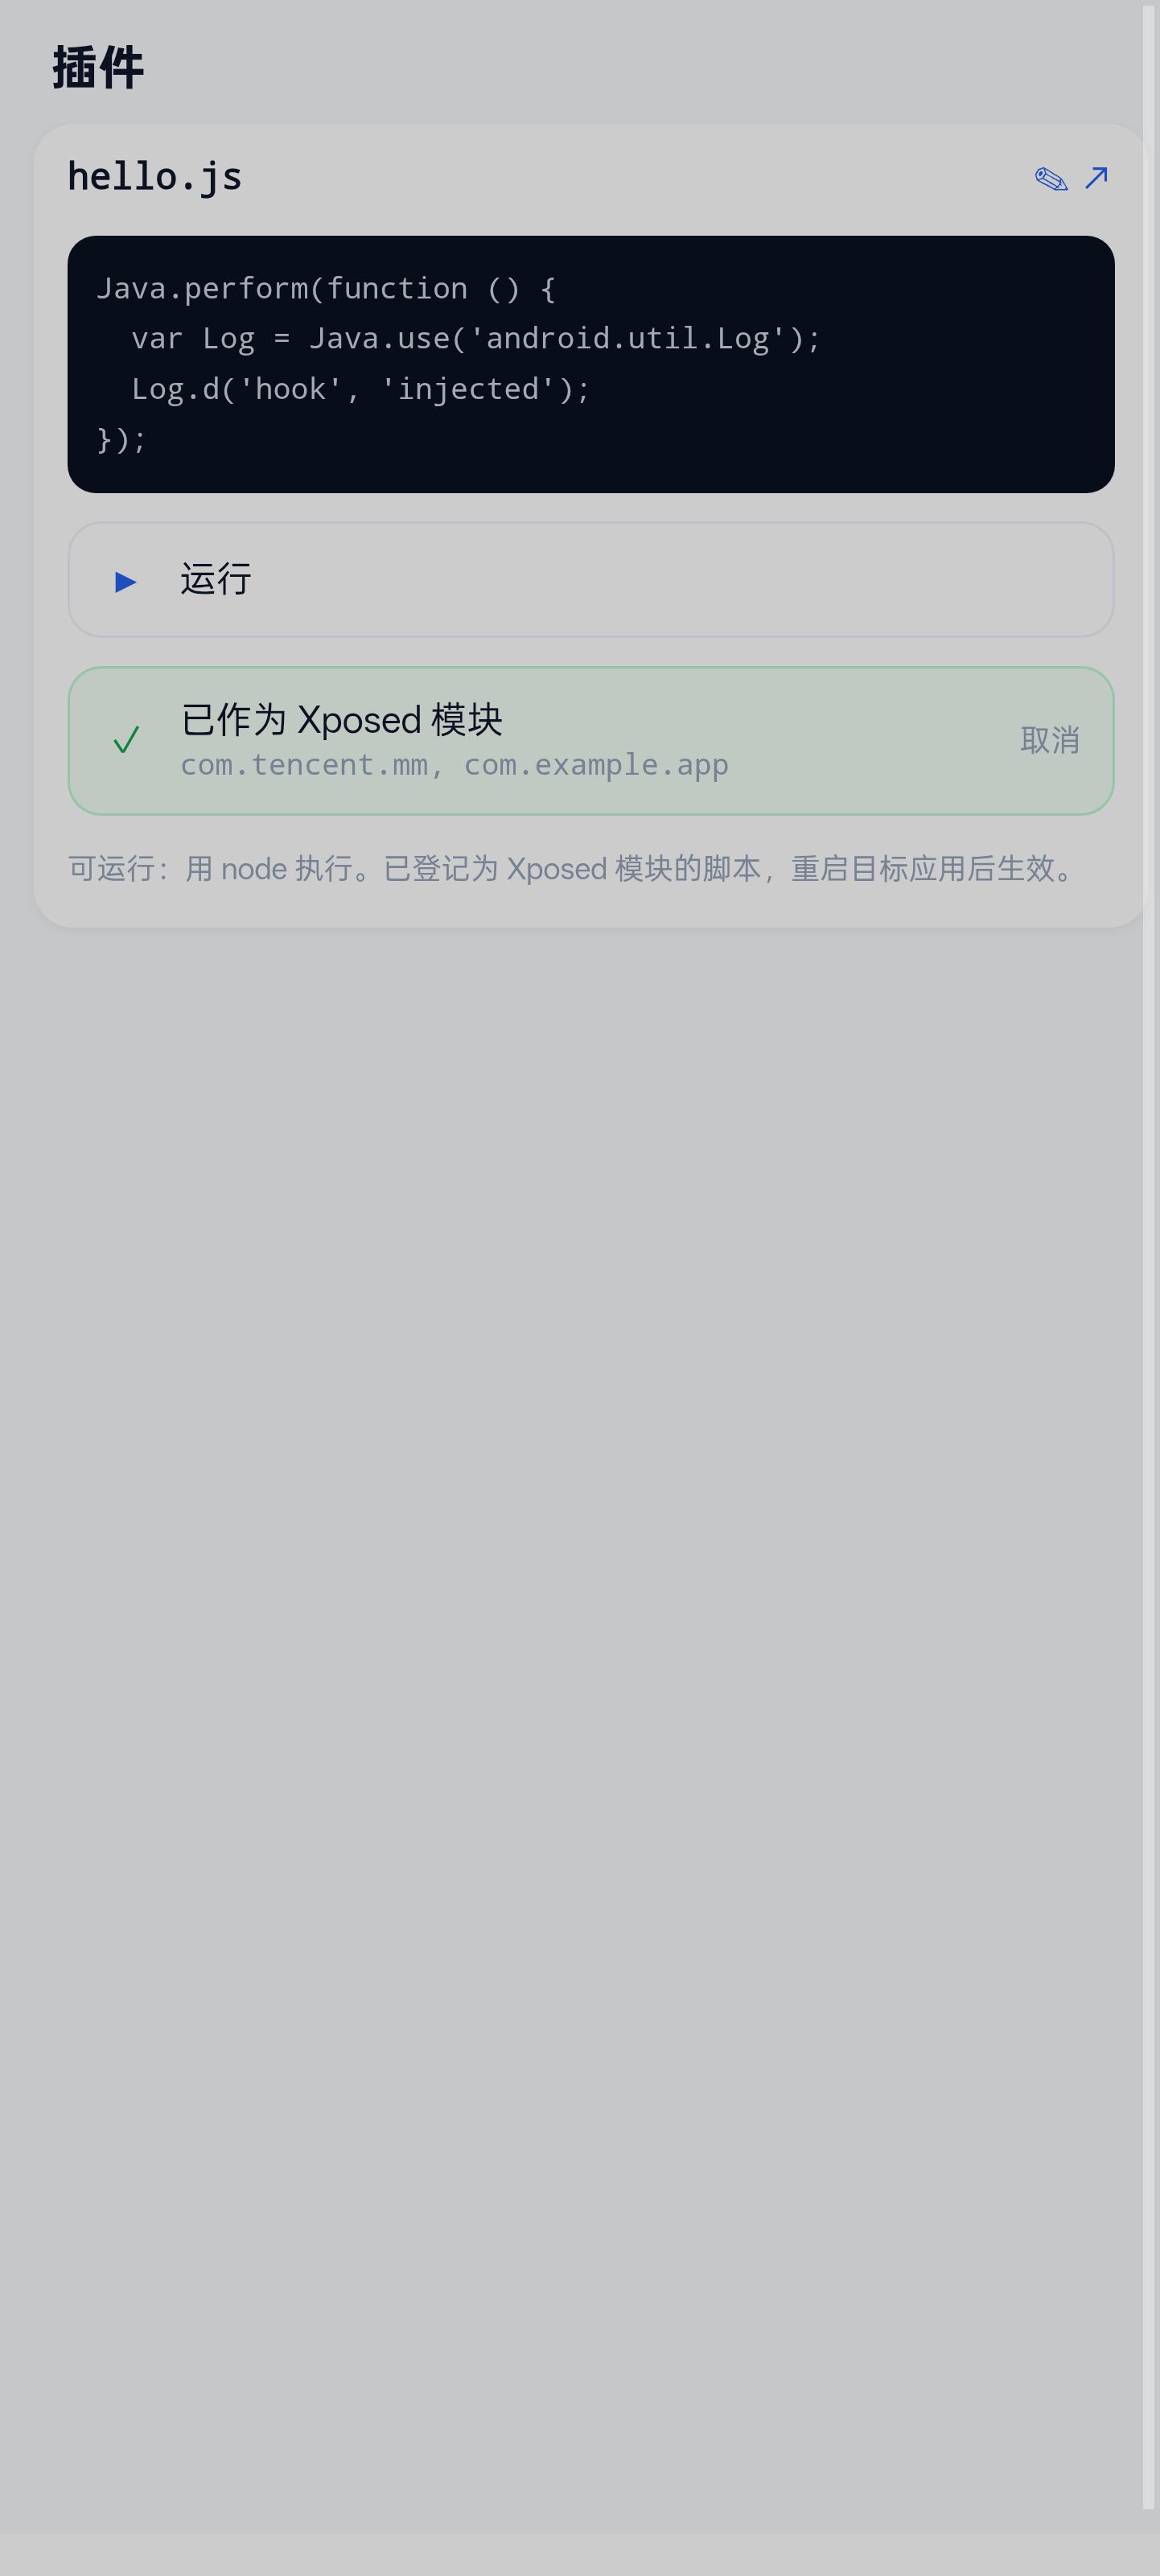 插件
hello.js
Java.perform(function () {
  var Log = Java.use('android.util.Log');
  Log.d('hook', 'injected');
});
运行
已作为 Xposed 模块
com.tencent.mm, com.example.app
取消
可运行：用 node 执行。已登记为 Xposed 模块的脚本，重启目标应用后生效。